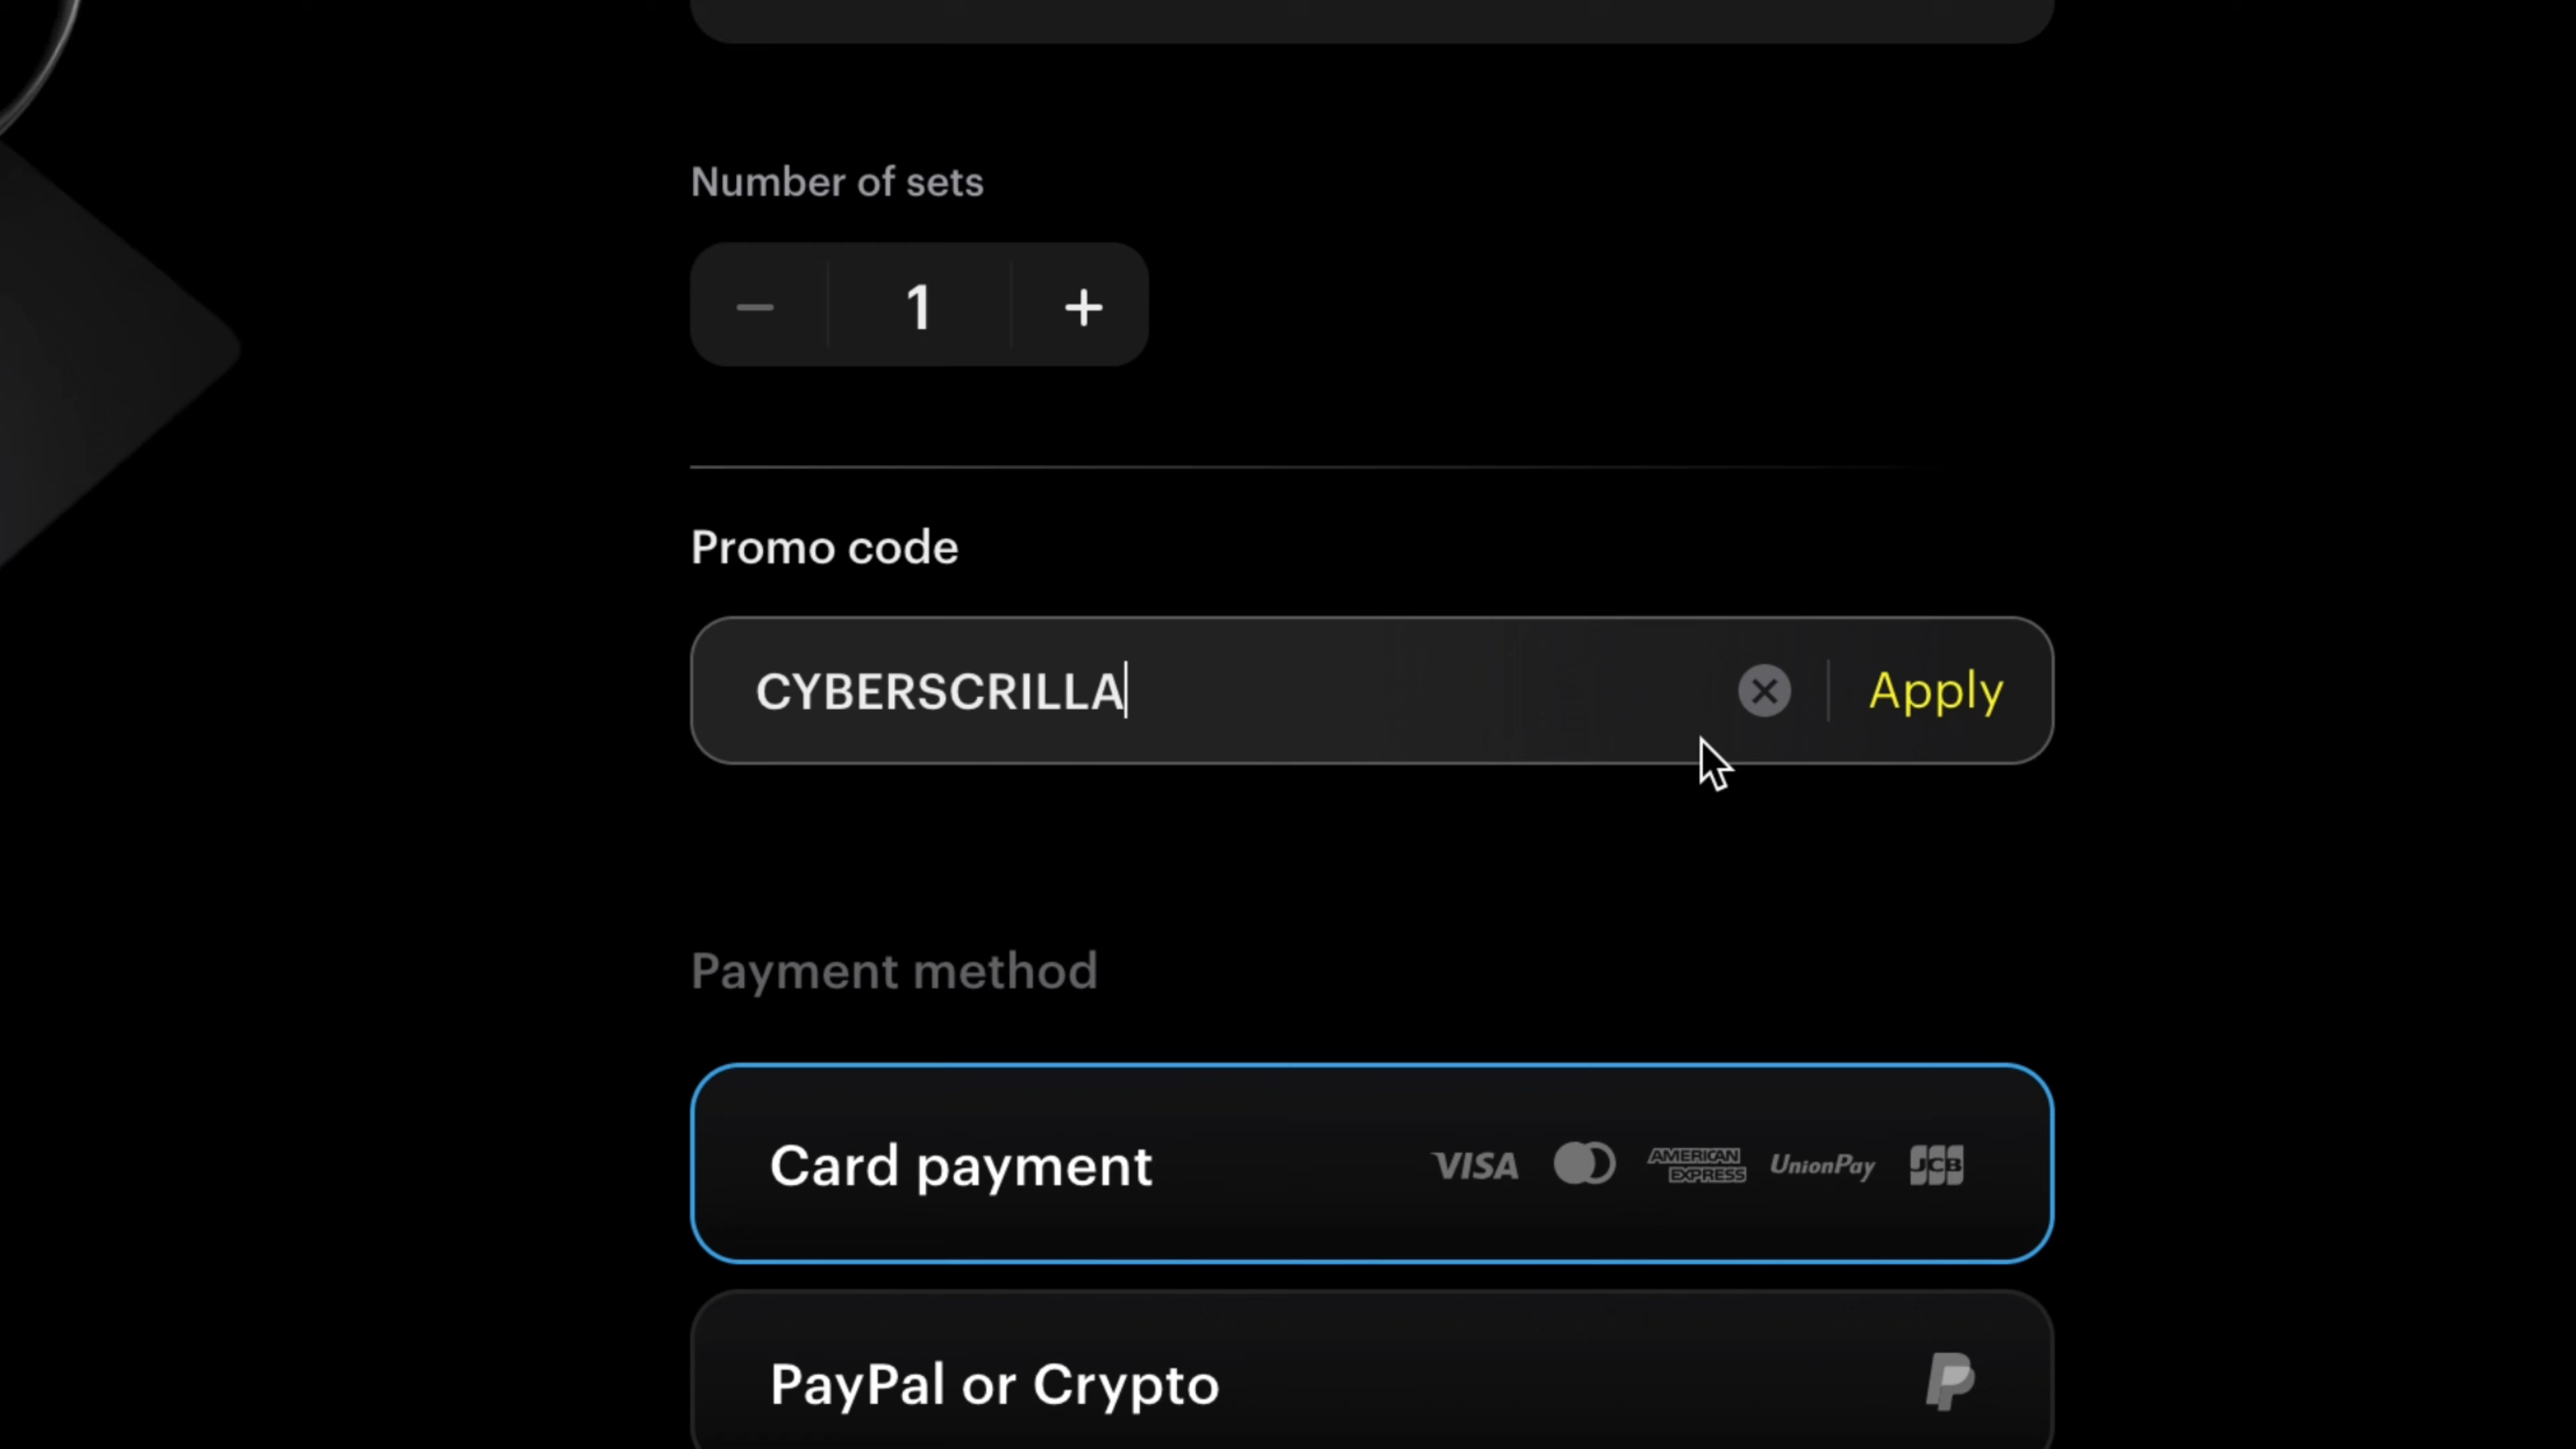 Number of sets
− 1 +
Promo code
CYBERSCRILLA
Apply
Payment method
Card payment
VISA
AMERICAN
EXPRESS
UnionPay
JCB
PayPal or Crypto